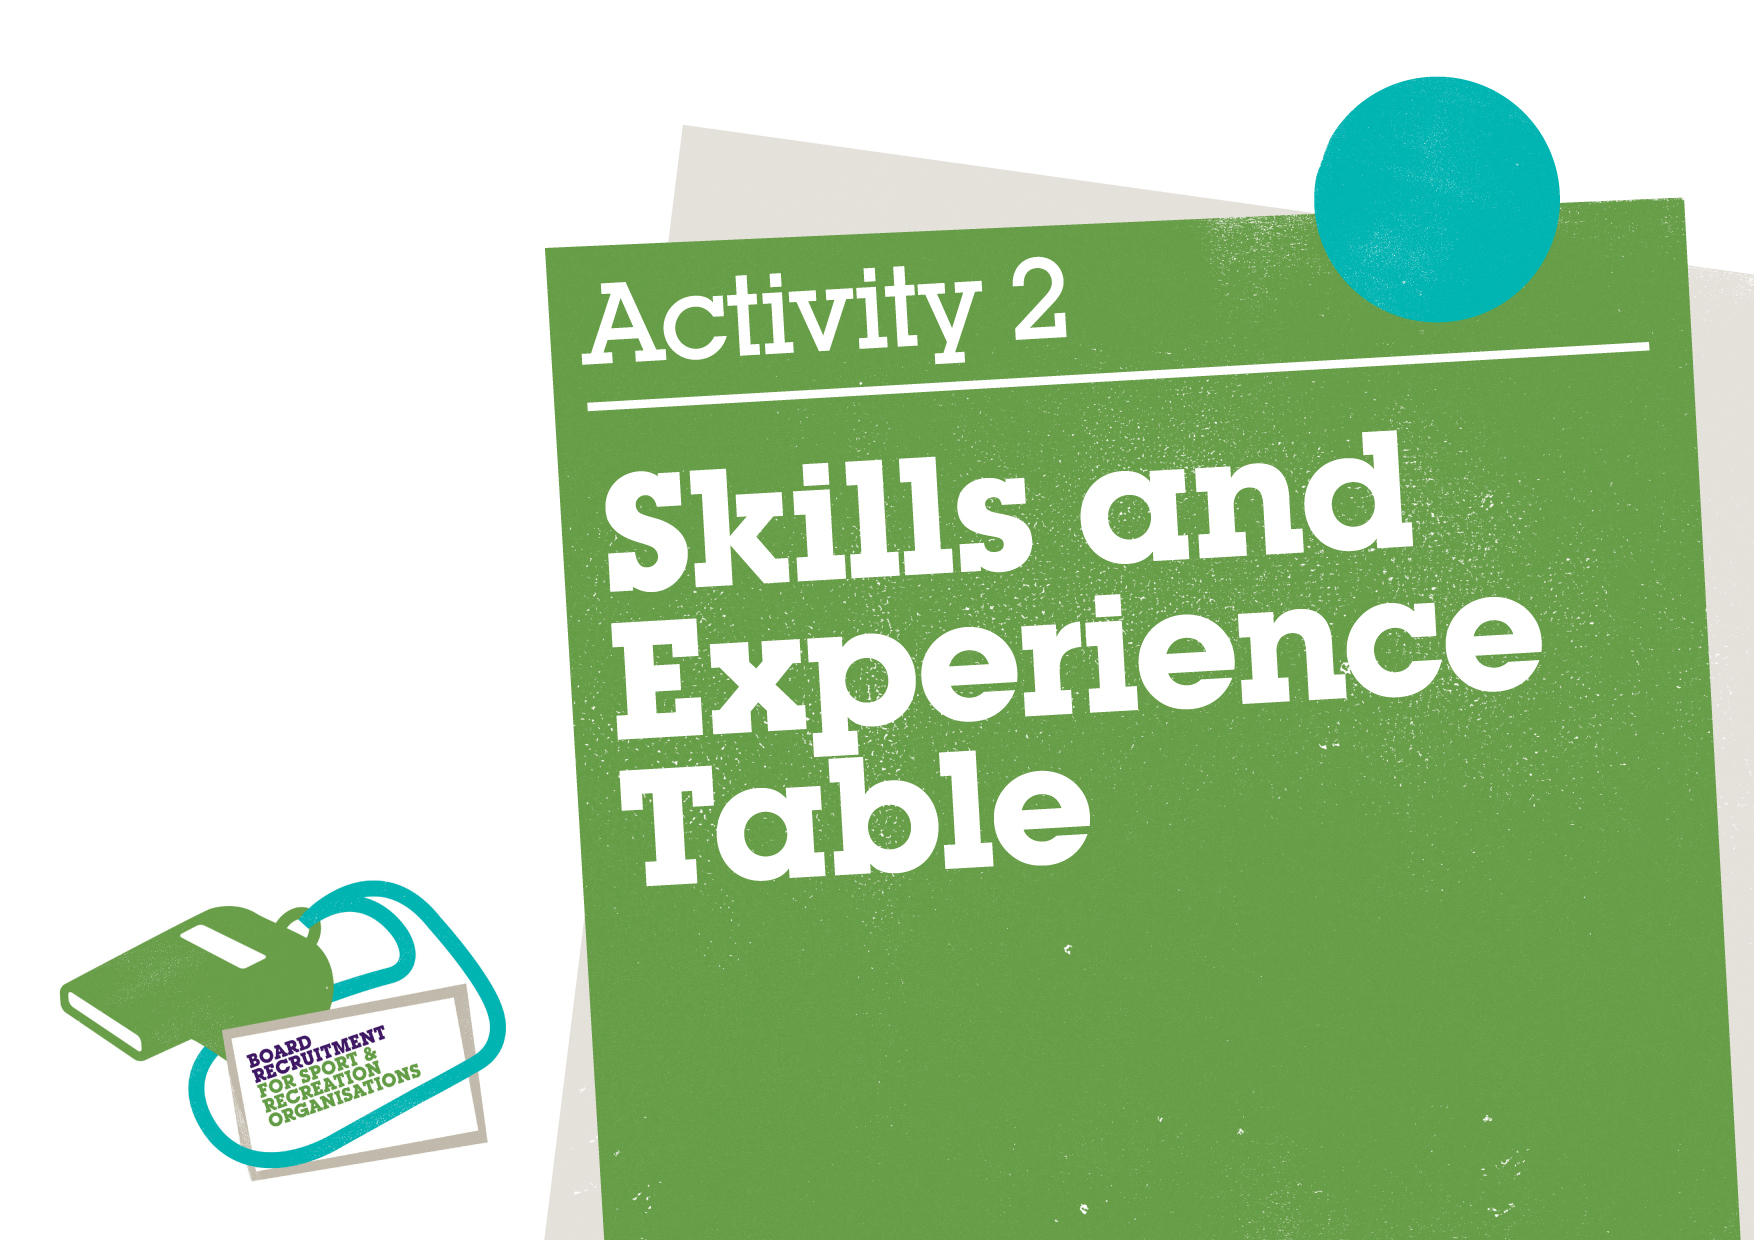 Activity 2
Skills and
Experience
Table
BOARD
RECRUITMENT
FOR SPORT &
RECREATION
ORGANISATIONS